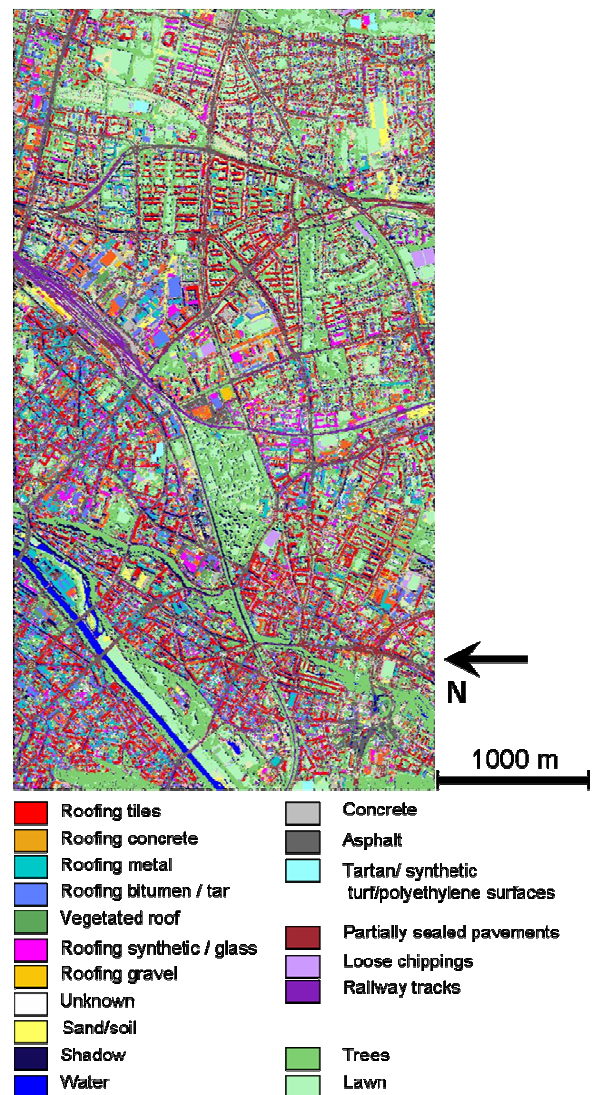 N
1000 m
Roofing tiles
Roofing concrete
Roofing metal
Roofing bitumen / tar
Vegetated roof
Roofing synthetic / glass
Roofing gravel
Unknown
Sand/soil
Shadow
Water
Concrete
Asphalt
Tartan/ synthetic
turf/polyethylene surfaces
Partially sealed pavements
Loose chippings
Railway tracks
Trees
Lawn